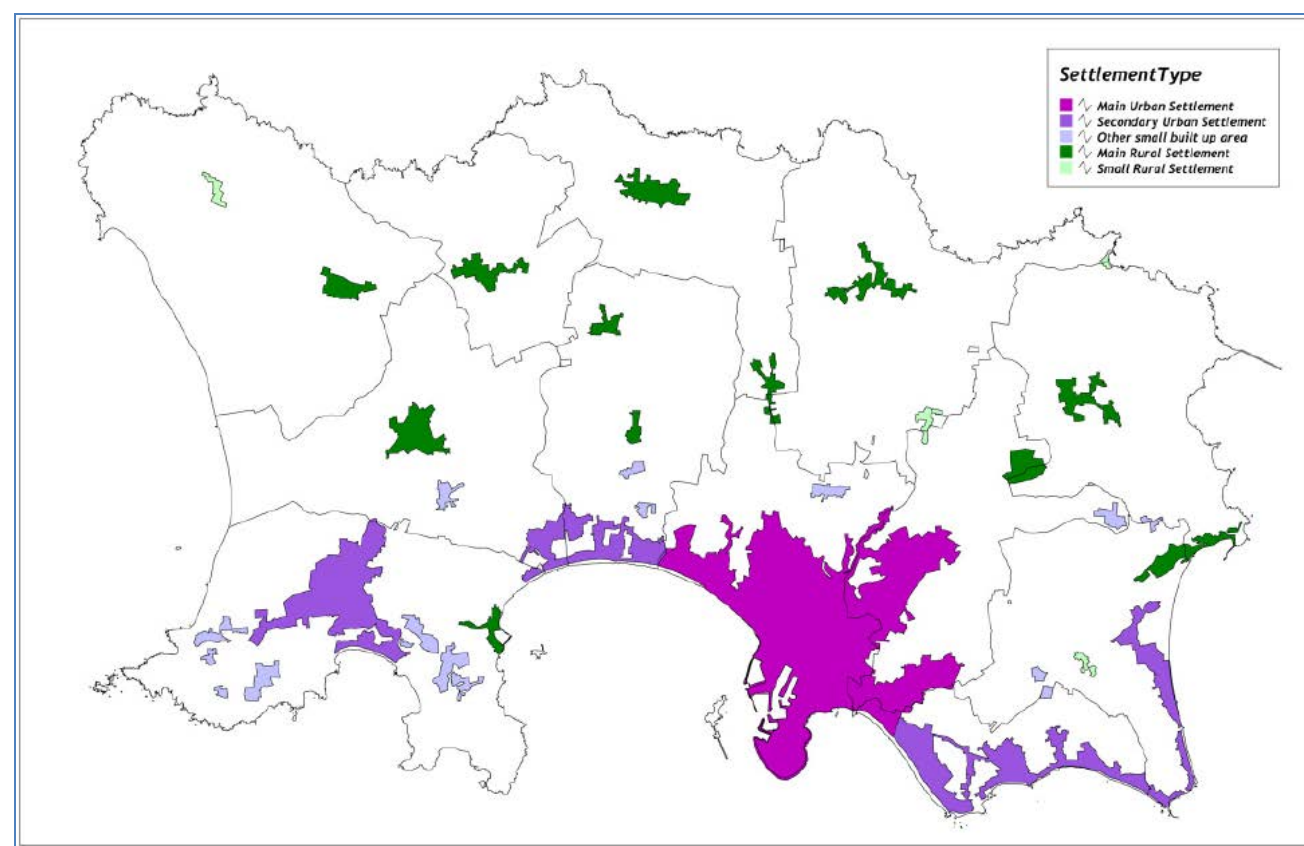 SettlementType
Main Urban Settlement
Secondary Urban Settlement
Other small built up area
Main Rural Settlement
Small Rural Settlement